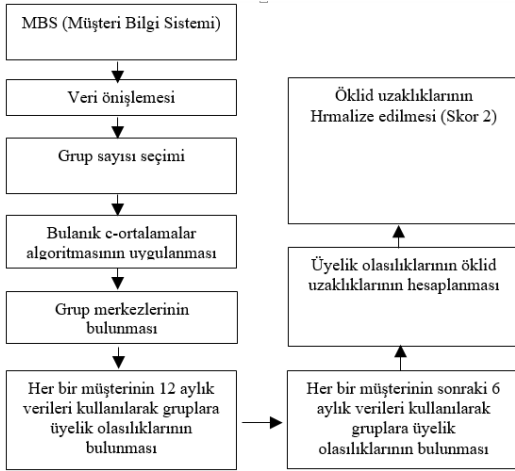 MBS (Müşteri Bilgi Sistemi)
Veri önişlemesi
Grup sayısı seçimi
Bulanık c-ortalamalar
algoritmasının uygulanması
Grup merkezlerinin
bulunması
Her bir müşterinin 12 aylık
verileri kullanılarak gruplara
üyelik olasılıklarının
bulunması
Her bir müşterinin sonraki 6
aylık verileri kullanılarak
gruplara üyelik
olasılıklarının bulunması
Üyelik olasılıklarının öklid
uzaklıklarının hesaplanması
Öklid uzaklıklarının
Hrmalize edilmesi (Skor 2)